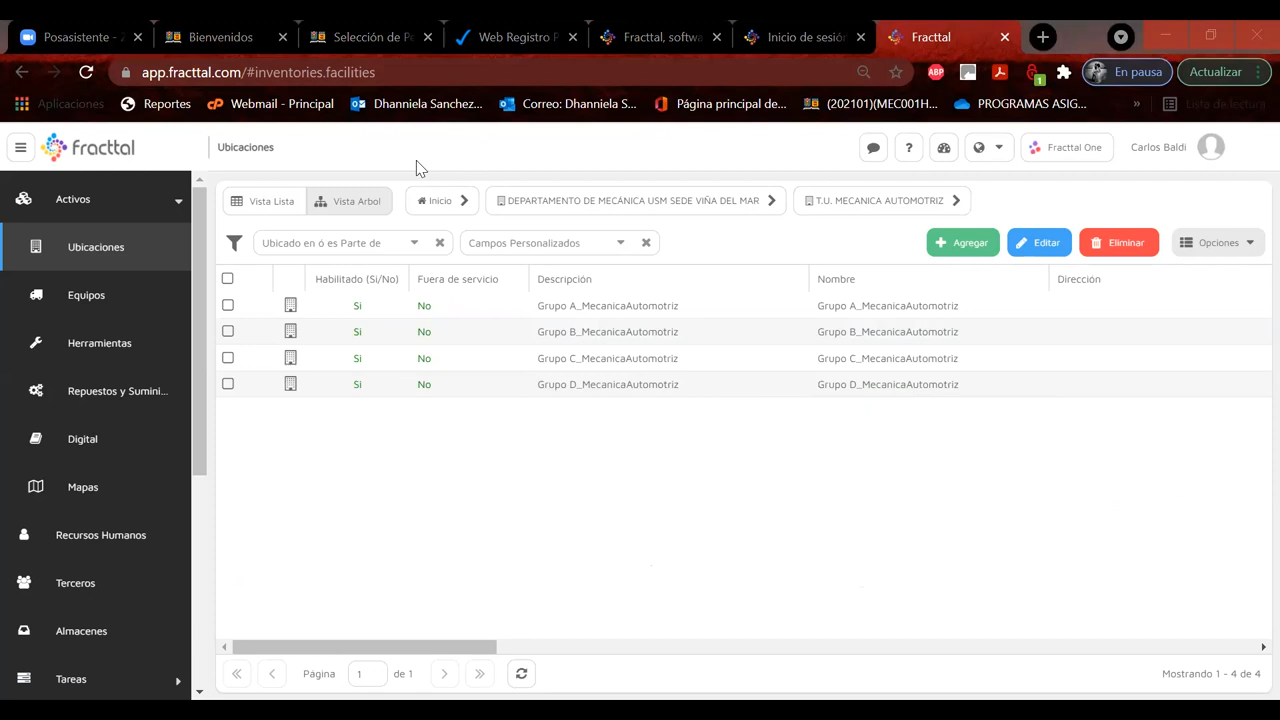 Posasistente - Z
Bienvenidos
Selección de Pe
Web Registro P
Fracttal, softwa
Inicio de sesió
Fracttal
app.fracttal.com/#inventories.facilities
ABP
1
En pausa
Actualizar
Aplicaciones
Reportes
Webmail - Principal
Dhanniela Sanchez...
Correo: Dhanniela S...
Página principal de...
(202101)(MEC001H...
PROGRAMAS ASIG...
»
Lista de lectura
fracttal
Ubicaciones
?
Fracttal One
Carlos Baldi
Activos
Ubicaciones
Equipos
Herramientas
Repuestos y Sumini...
Digital
Mapas
Recursos Humanos
Terceros
Almacenes
Tareas
Vista Lista
Vista Arbol
Inicio
DEPARTAMENTO DE MECÁNICA USM SEDE VIÑA DEL MAR
T.U. MECANICA AUTOMOTRIZ
Ubicado en ó es Parte de
Campos Personalizados
Agregar
Editar
Eliminar
Opciones
Habilitado (Si/No) Fuera de servicio Descripción Nombre Dirección
Si No Grupo A_MecanicaAutomotriz Grupo A_MecanicaAutomotriz
Si No Grupo B_MecanicaAutomotriz Grupo B_MecanicaAutomotriz
Si No Grupo C_MecanicaAutomotriz Grupo C_MecanicaAutomotriz
Si No Grupo D_MecanicaAutomotriz Grupo D_MecanicaAutomotriz
Página 1 de 1
Mostrando 1 - 4 de 4